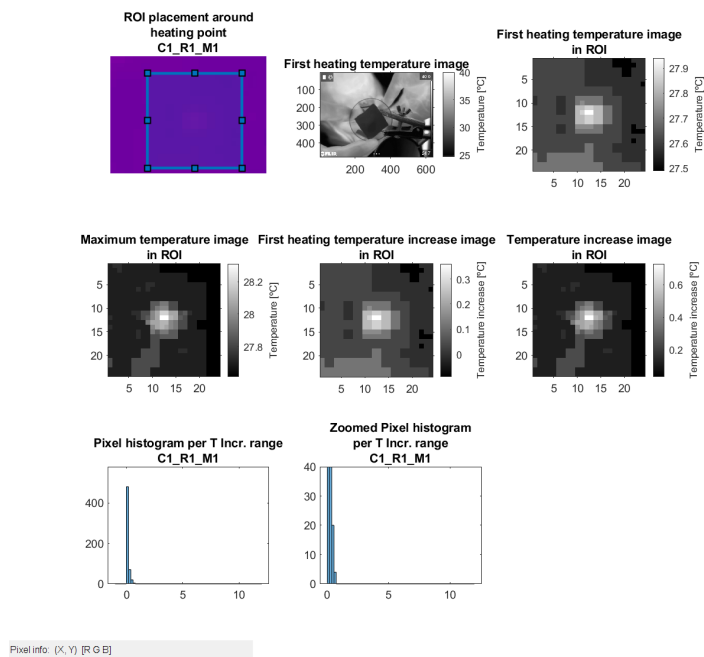 ROI placement around
heating point
C1_R1_M1
First heating temperature image
40.0
100
200
300
400
200 400 600
40
35
30
25
Temperature [ºC]
First heating temperature image
in ROI
5
10
15
20
5 10 15 20
27.9
27.8
27.7
27.6
27.5
Temperature [ºC]
Maximum temperature image
in ROI
5
10
15
20
5 10 15 20
28.2
28
27.8
Temperature [ºC]
First heating temperature increase image
in ROI
5
10
15
20
5 10 15 20
0.3
0.2
0.1
0
Temperature increase [ºC]
Temperature increase image
in ROI
5
10
15
20
5 10 15 20
0.6
0.4
0.2
Temperature increase [ºC]
Pixel histogram per T Incr. range
C1_R1_M1
400
200
0
0 5 10
Zoomed Pixel histogram
per T Incr. range
C1_R1_M1
40
30
20
10
0
0 5 10
Pixel info: (X, Y) [R G B]